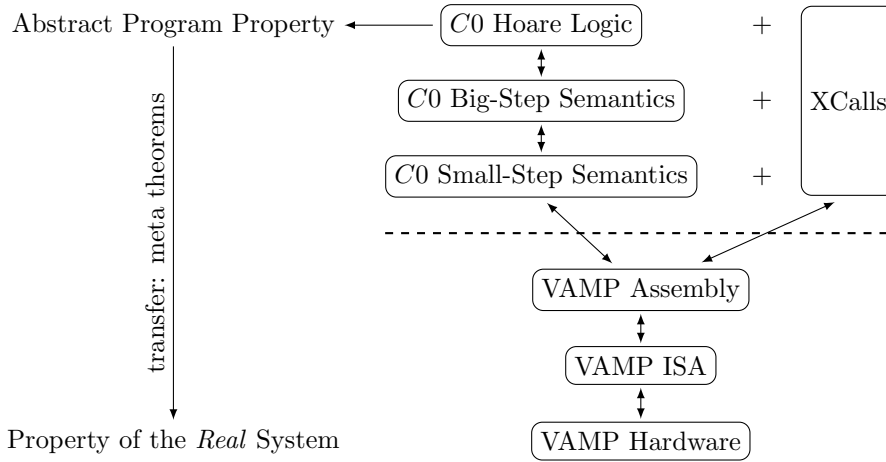 Abstract Program Property
C0 Hoare Logic
+
C0 Big-Step Semantics
+
XCalls
C0 Small-Step Semantics
+
transfer: meta theorems
VAMP Assembly
VAMP ISA
Property of the Real System
VAMP Hardware